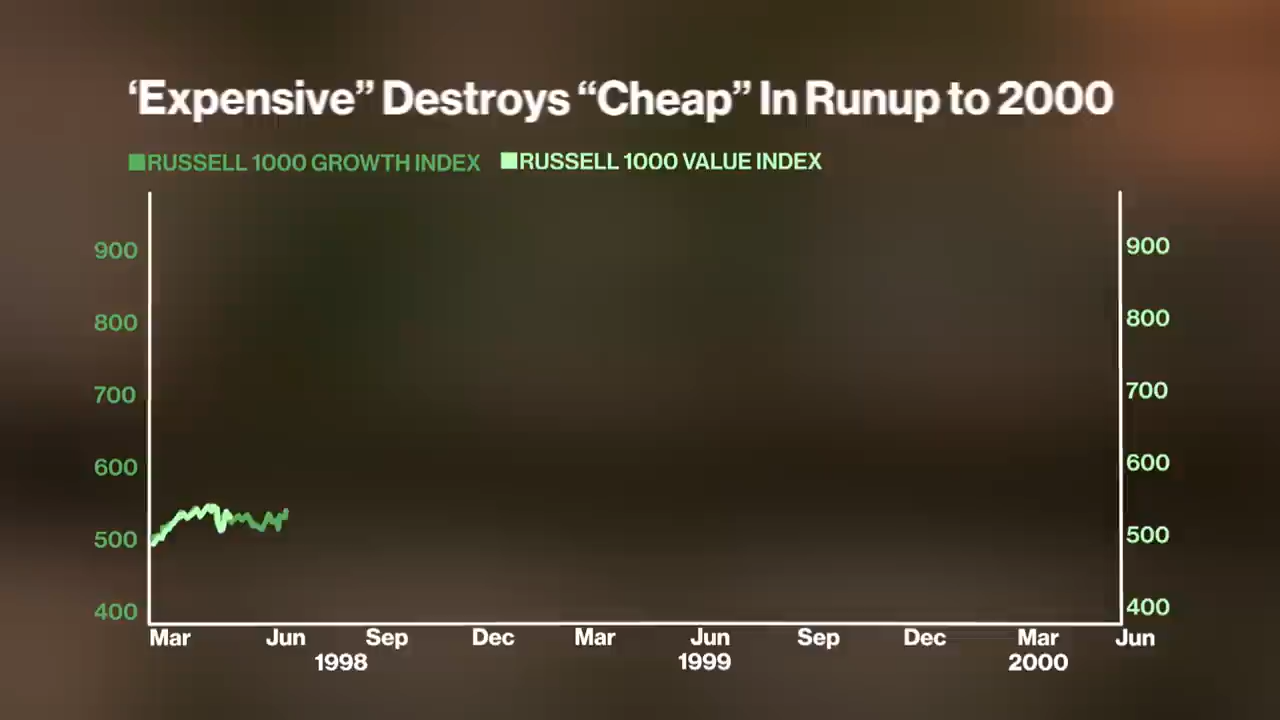 ‘Expensive” Destroys “Cheap” In Runup to 2000
RUSSELL 1000 GROWTH INDEX RUSSELL 1000 VALUE INDEX
900 900
800 800
700 700
600 600
500 500
400 400
Mar Jun Sep Dec Mar Jun Sep Dec Mar Jun
1998 1999 2000